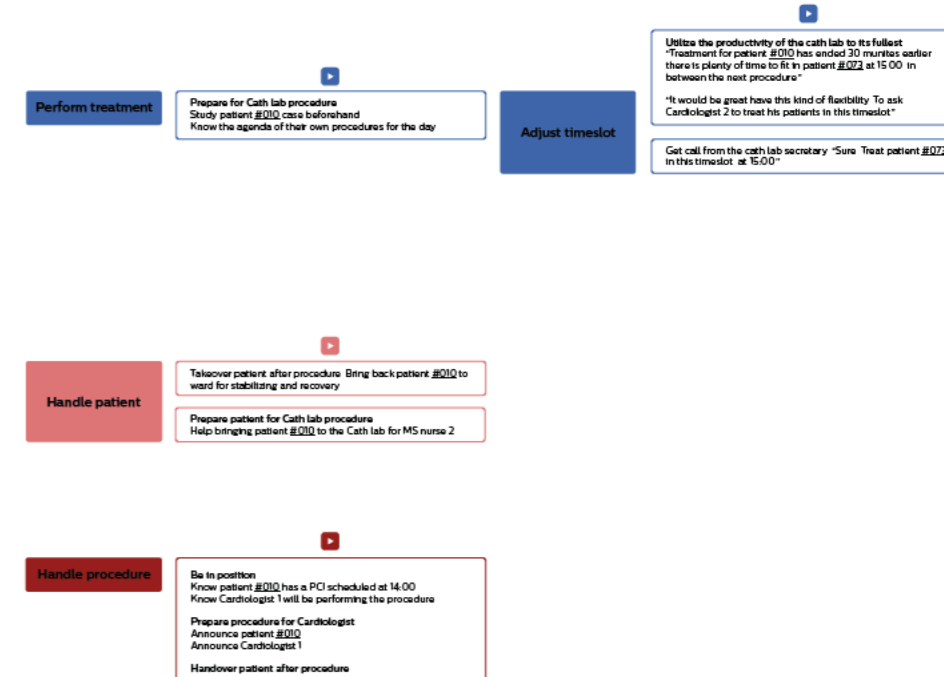 Perform treatment
Prepare for Cath lab procedure
Study patient #010 case beforehand
Know the agenda of their own procedures for the day
Adjust timeslot
Utilize the productivity of the cath lab to its fullest
"Treatment for patient #010 has ended 30 munites earlier
there is plenty of time to fit in patient #073 at 15 00 in
between the next procedure"
"It would be great have this kind of flexibility To ask
Cardiologist 2 to treat his patients in this timeslot"
Get call from the cath lab secretary "Sure Treat patient #073
in this timeslot at 15:00"
Handle patient
Takeover patient after procedure Bring back patient #010 to
ward for stabilizing and recovery
Prepare patient for Cath lab procedure
Help bringing patient #010 to the Cath lab for MS nurse 2
Handle procedure
Be in position
Know patient #010 has a PCI scheduled at 14:00
Know Cardiologist 1 will be performing the procedure
Prepare procedure for Cardiologist
Announce patient #010
Announce Cardiologist 1
Handover patient after procedure